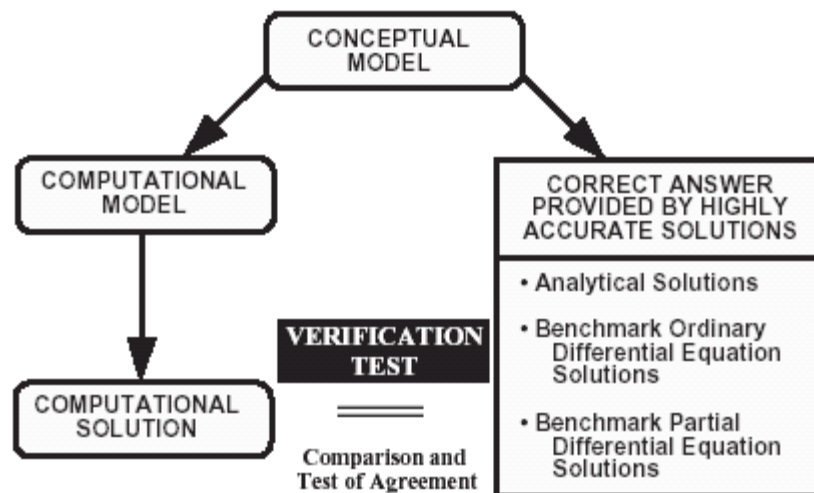 CONCEPTUAL
MODEL
COMPUTATIONAL
MODEL
COMPUTATIONAL
SOLUTION
VERIFICATION
TEST
Comparison and
Test of Agreement
CORRECT ANSWER
PROVIDED BY HIGHLY
ACCURATE SOLUTIONS
• Analytical Solutions
• Benchmark Ordinary
Differential Equation
Solutions
• Benchmark Partial
Differential Equation
Solutions